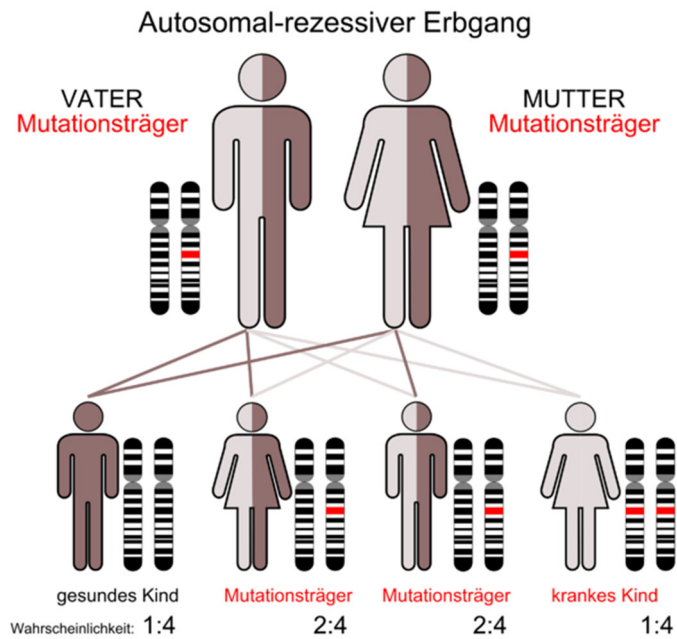 Autosomal-rezessiver Erbgang
VATER
Mutationsträger
MUTTER
Mutationsträger
gesundes Kind
Mutationsträger
Mutationsträger
krankes Kind
Wahrscheinlichkeit: 1:4
2:4
2:4
1:4